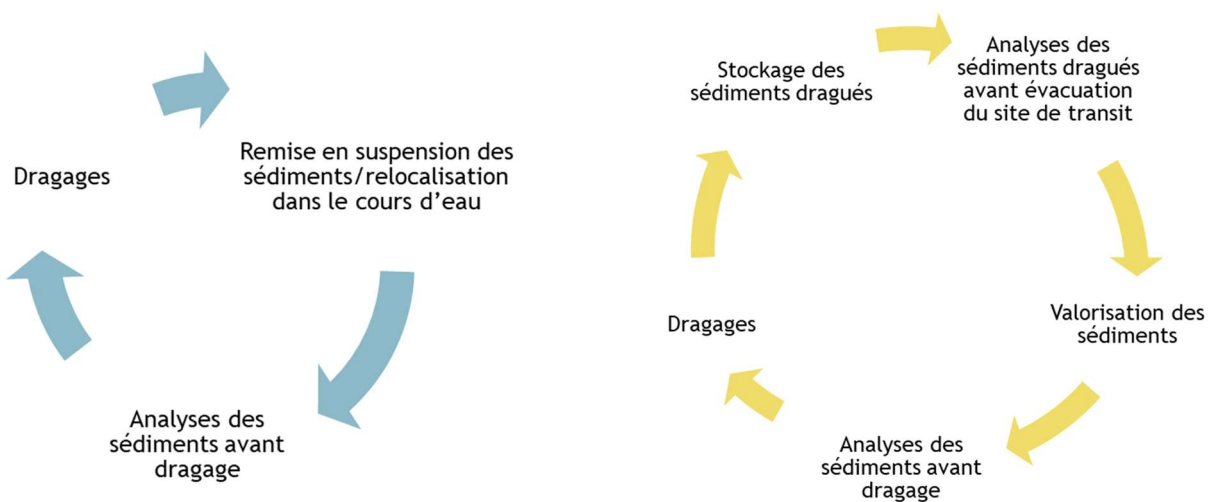 Dragages
Remise en suspension des
sédiments/relocalisation
dans le cours d'eau
Analyses des
sédiments avant
dragage
Stockage des
sédiments dragués
Analyses des
sédiments dragués
avant évacuation
du site de transit
Valorisation des
sédiments
Analyses des
sédiments avant
dragage
Dragages